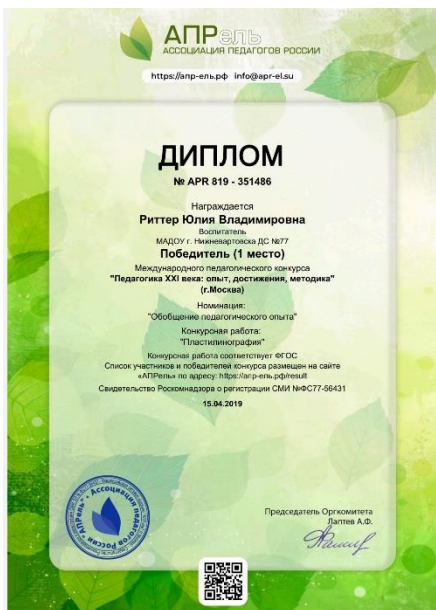 АПРель
АССОЦИАЦИЯ ПЕДАГОГОВ РОССИИ
https://апр-ель.рф info@apr-el.su
ДИПЛОМ
№ APR 819 - 351486
Награждается
Риттер Юлия Владимировна
Воспитатель
МАДОУ г. Нижневартовска ДС №77
Победитель (1 место)
Международного педагогического конкурса
"Педагогика XXI века: опыт, достижения, методика"
(г.Москва)
Номинация:
"Обобщение педагогического опыта"
Конкурсная работа:
"Пластилинография"
Конкурсная работа соответствует ФГОС
Список участников и победителей конкурса размещен на сайте
«АПРель» по адресу: https://апр-ель.рф/result
Свидетельство Роскомнадзора о регистрации СМИ №ФС77-56431
15.04.2019
Председатель Оргкомитета
Лаптев А.Ф.
Ассоциация педагогов России "АПРель"